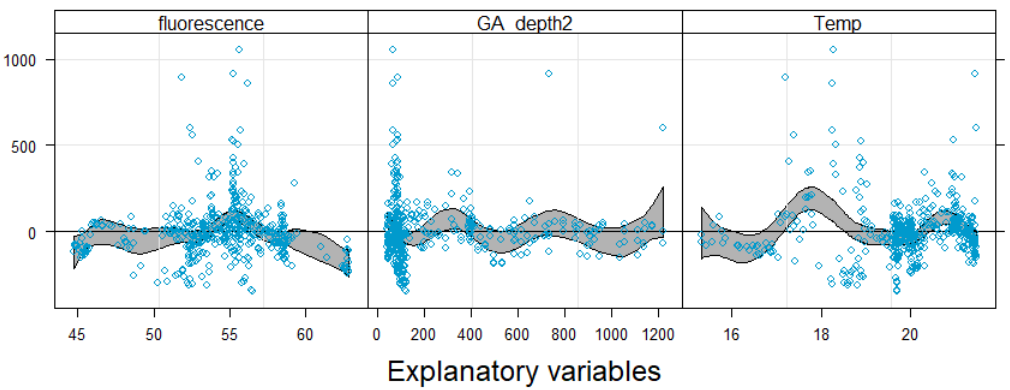 fluorescence GA_depth2 Temp
1000
500
0
45 50 55 60 0 200 400 600 800 1000 1200 16 18 20
Explanatory variables